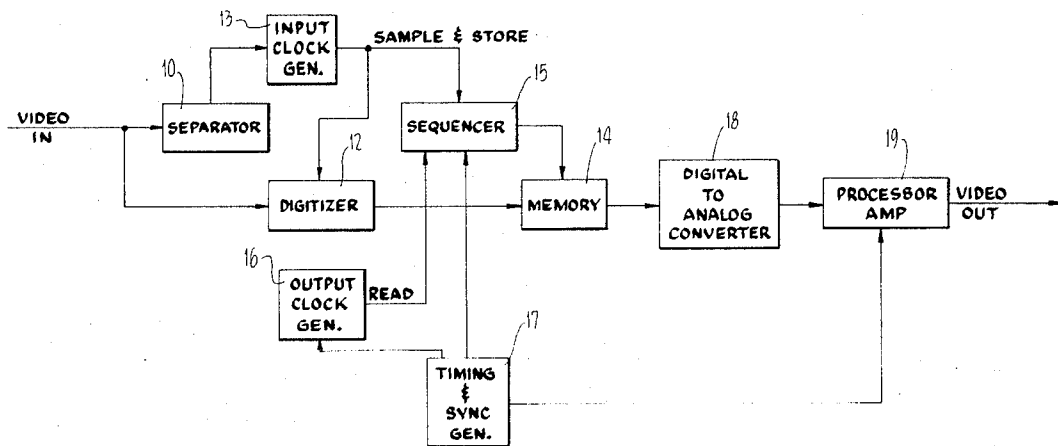 13
INPUT
CLOCK
GEN.
SAMPLE & STORE
10
SEPARATOR
15
SEQUENCER
VIDEO
IN
12
DIGITIZER
14
MEMORY
18
DIGITAL
TO
ANALOG
CONVERTER
19
PROCESSOR
AMP
VIDEO
OUT
16
OUTPUT
CLOCK
GEN.
READ
17
TIMING
&
SYNC
GEN.